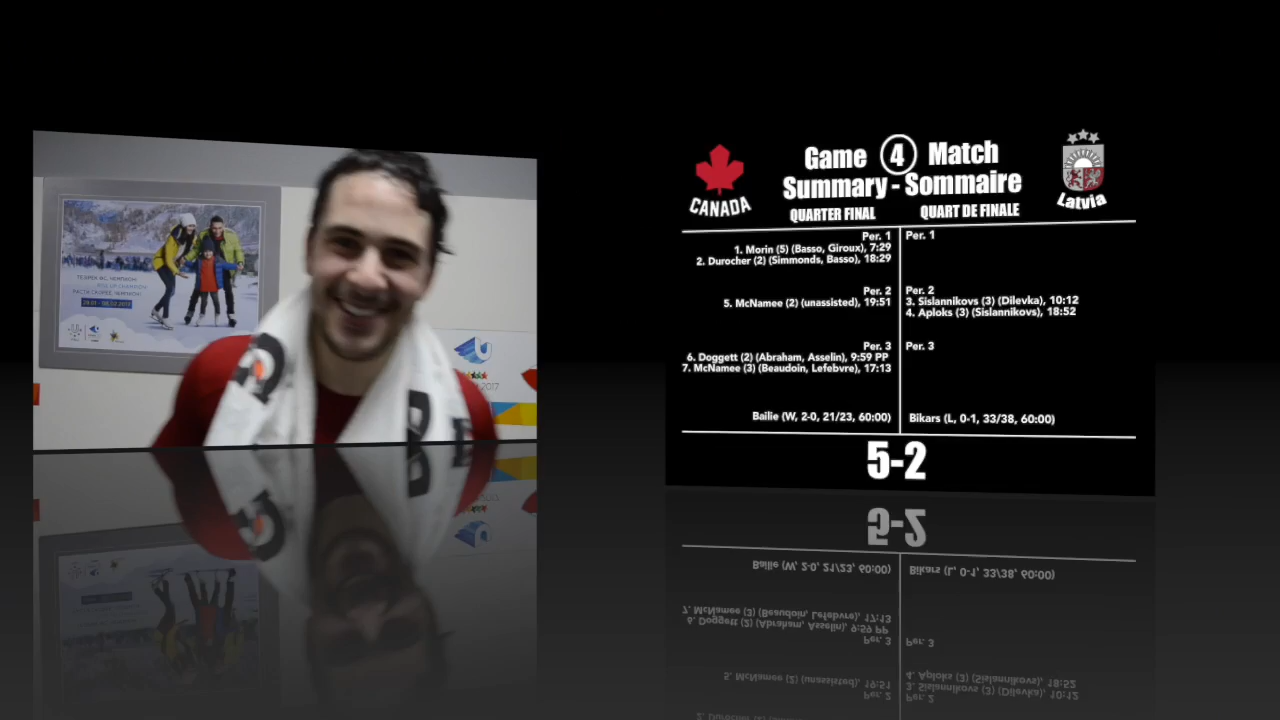 Game 4 Match
Summary - Sommaire
QUARTER FINAL
QUART DE FINALE
CANADA
Latvia
Per. 1
1. Morin (5) (Basso, Giroux), 7:29
2. Durocher (2) (Simmonds, Basso), 18:29
Per. 2
5. McNamee (2) (unassisted), 19:51
Per. 3
6. Doggett (2) (Abraham, Asselin), 9:59 PP
7. McNamee (3) (Beaudoin, Lefebvre), 17:13
Bailie (W, 2-0, 21/23, 60:00)
Per. 1
Per. 2
3. Sislannikovs (3) (Dilevka), 10:12
4. Aploks (3) (Sislannikovs), 18:52
Per. 3
Bikars (L, 0-1, 33/38, 60:00)
5-2
2017